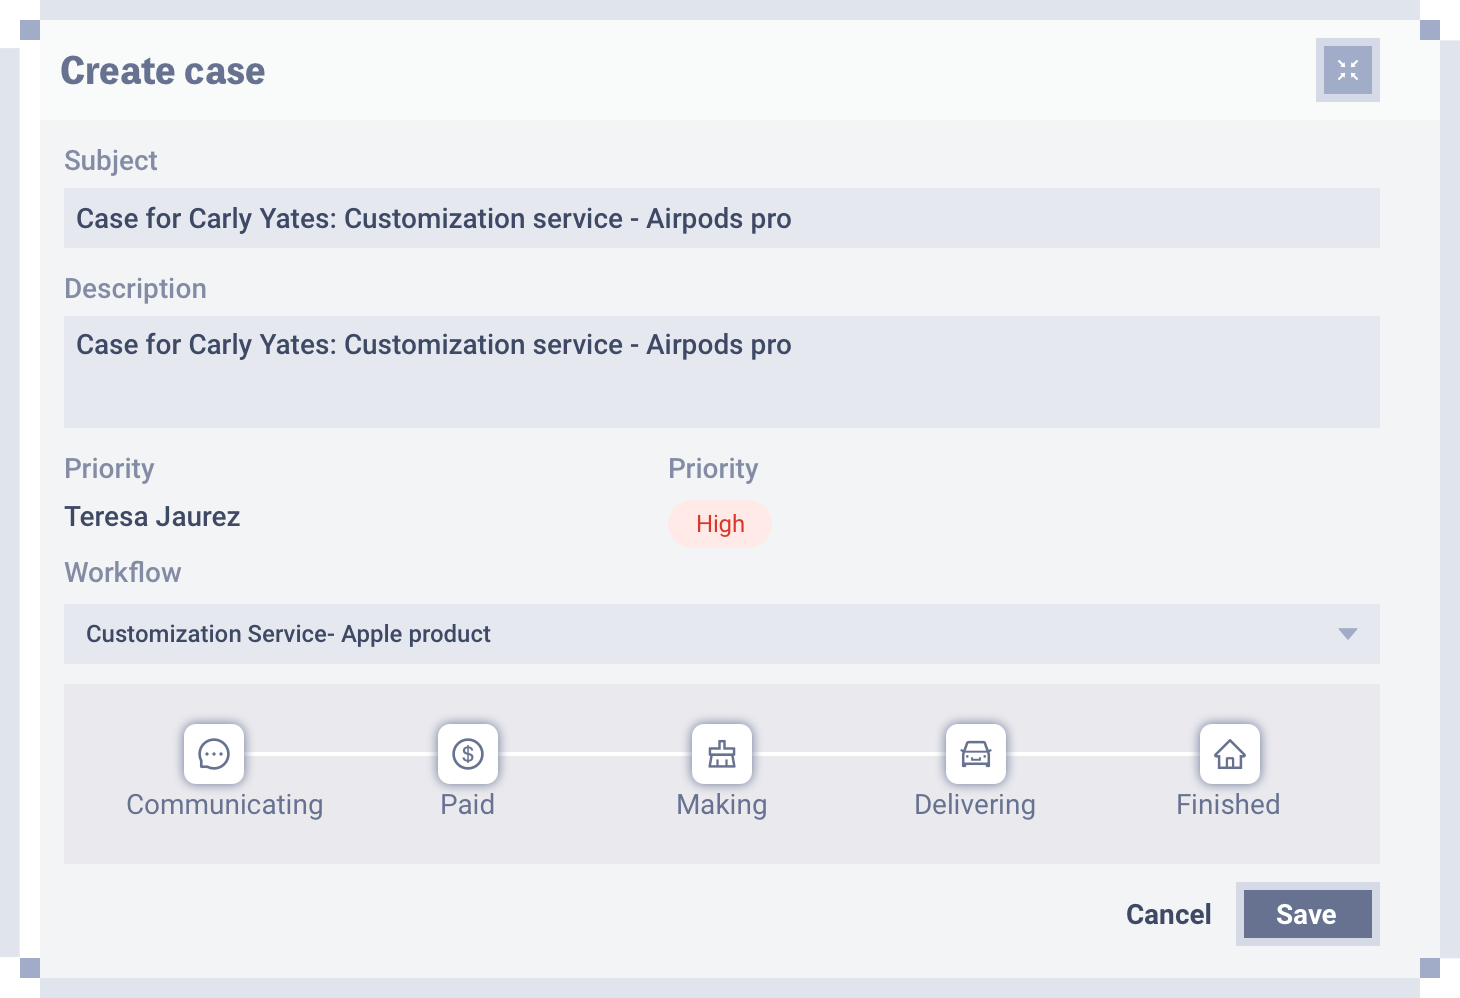 Create case
Subject
Case for Carly Yates: Customization service - Airpods pro
Description
Case for Carly Yates: Customization service - Airpods pro
Priority
Priority
Teresa Jaurez
High
Workflow
Customization Service- Apple product
Communicating
Paid
Making
Delivering
Finished
Cancel
Save